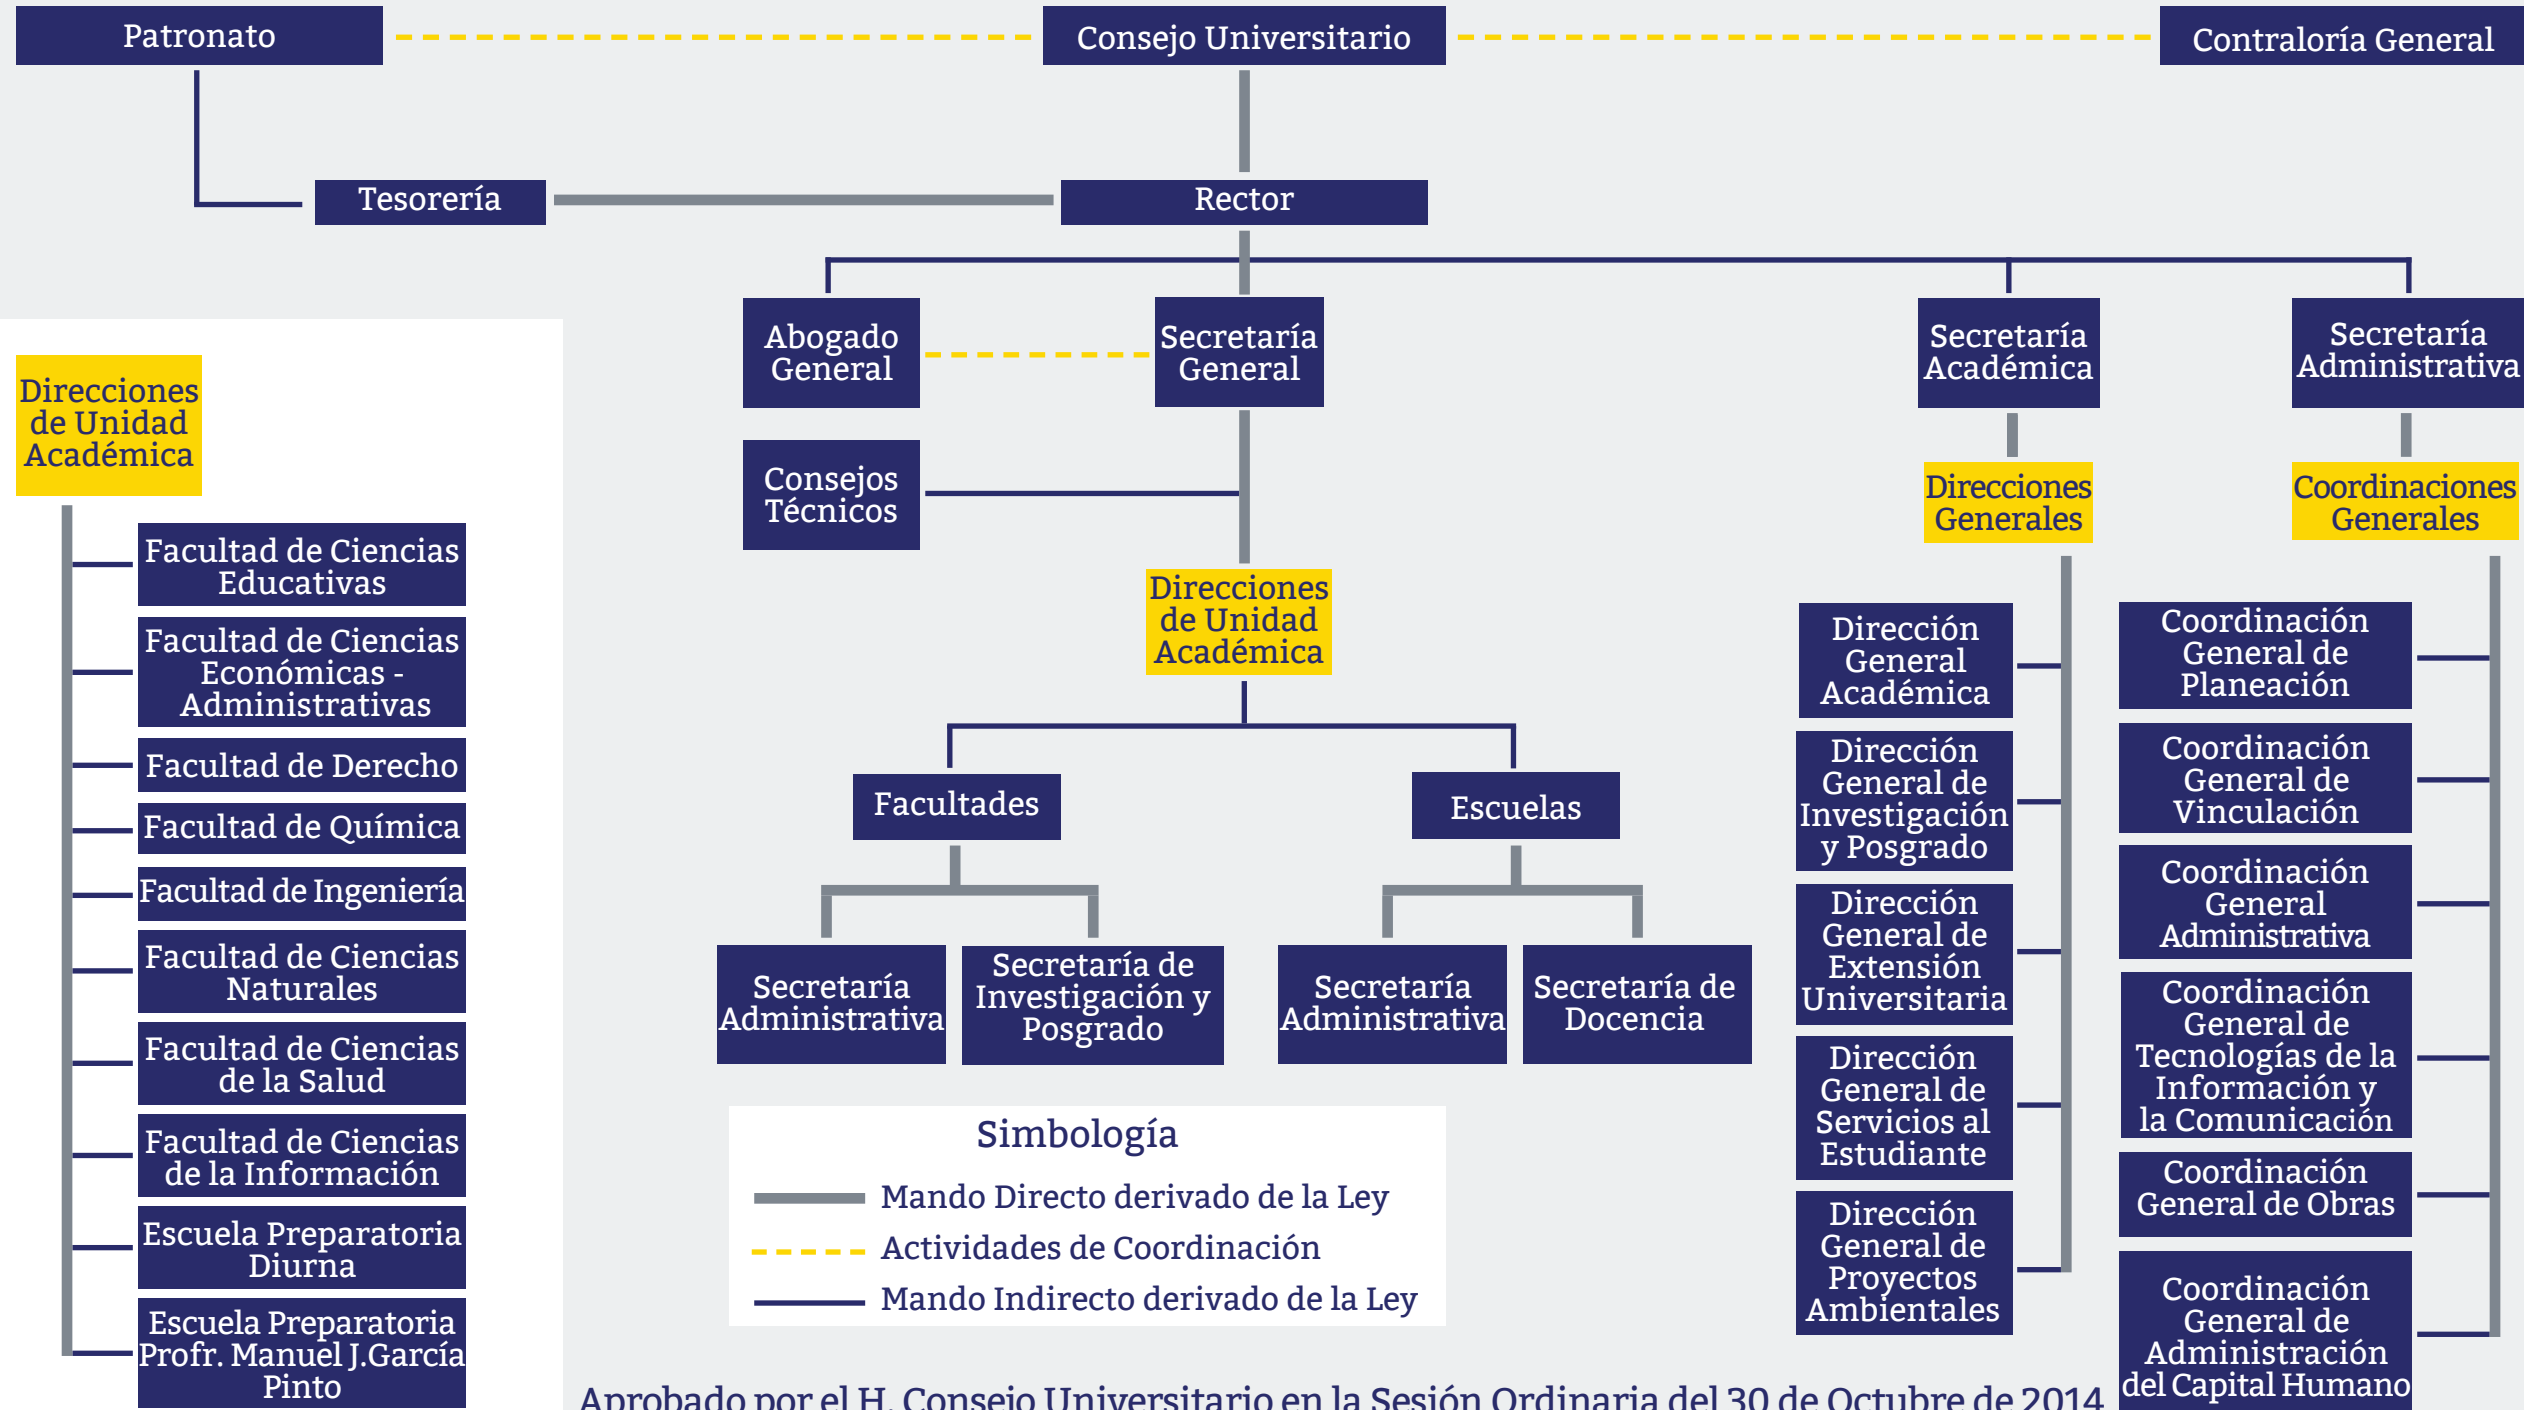 Patronato
Consejo Universitario
Contraloría General
Tesorería
Rector
Abogado
General
Secretaría
General
Secretaría
Académica
Secretaría
Administrativa
Consejos
Técnicos
Direcciones
Generales
Coordinaciones
Generales
Direcciones
de Unidad
Académica
Facultades
Escuelas
Secretaría
Administrativa
Secretaría de
Investigación y
Posgrado
Secretaría
Administrativa
Secretaría de
Docencia
Dirección
General
Académica
Dirección
General de
Investigación
y Posgrado
Dirección
General de
Extensión
Universitaria
Dirección
General de
Servicios al
Estudiante
Dirección
General de
Proyectos
Ambientales
Coordinación
General de
Planeación
Coordinación
General de
Vinculación
Coordinación
General
Administrativa
Coordinación
General de
Tecnologías de la
Información y
la Comunicación
Coordinación
General de Obras
Coordinación
General de
Administración
del Capital Humano
Direcciones
de Unidad
Académica
Facultad de Ciencias
Educativas
Facultad de Ciencias
Económicas -
Administrativas
Facultad de Derecho
Facultad de Química
Facultad de Ingeniería
Facultad de Ciencias
Naturales
Facultad de Ciencias
de la Salud
Facultad de Ciencias
de la Información
Escuela Preparatoria
Diurna
Escuela Preparatoria
Profr. Manuel J.García
Pinto
Simbología
Mando Directo derivado de la Ley
Actividades de Coordinación
Mando Indirecto derivado de la Ley
Aprobado por el H. Consejo Universitario en la Sesión Ordinaria del 30 de Octubre de 2014